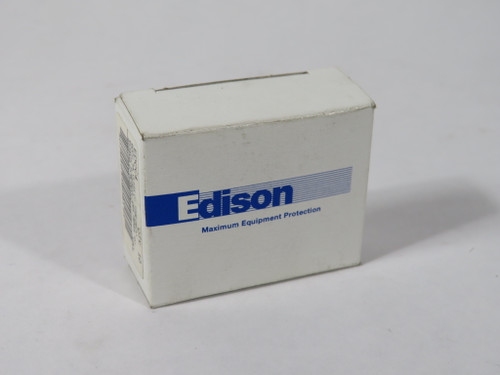 Edison
Maximum Equipment Protection